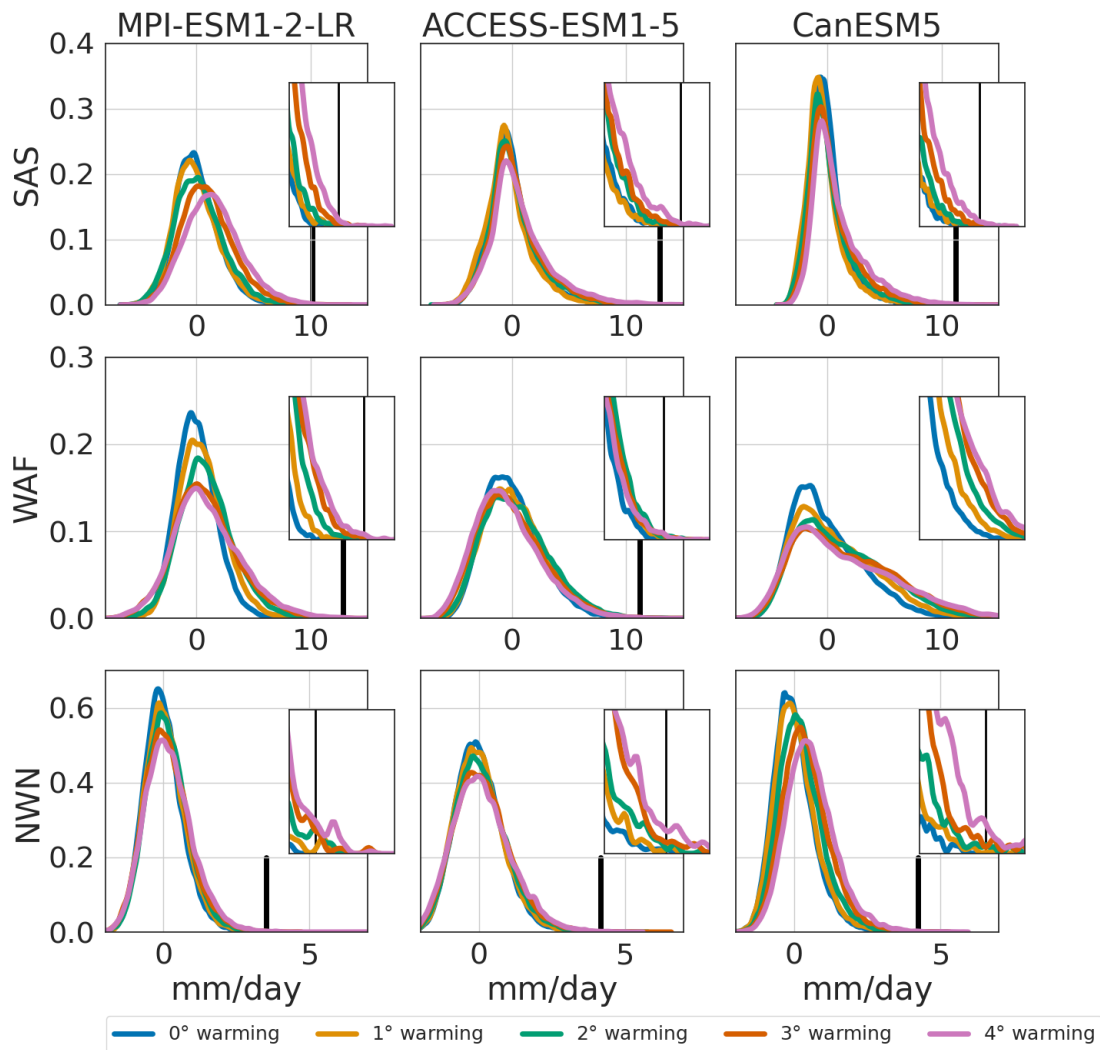 MPI-ESM1-2-LR ACCESS-ESM1-5 CanESM5
0.4
0.3
0.2
0.1
0.0
SAS
0 10 0 10 0 10
0.3
0.2
0.1
0.0
WAF
0 10 0 10 0 10
0.6
0.4
0.2
0.0
NWN
0 5 0 5 0 5
mm/day mm/day mm/day
0° warming 1° warming 2° warming 3° warming 4° warming